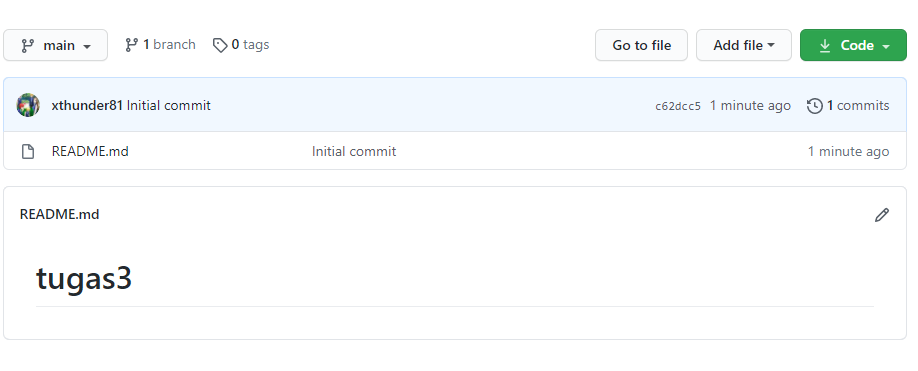 main 1 branch 0 tags Go to file Add file Code
xthunder81 Initial commit c62dcc5 1 minute ago 1 commits
README.md Initial commit 1 minute ago
README.md
tugas3